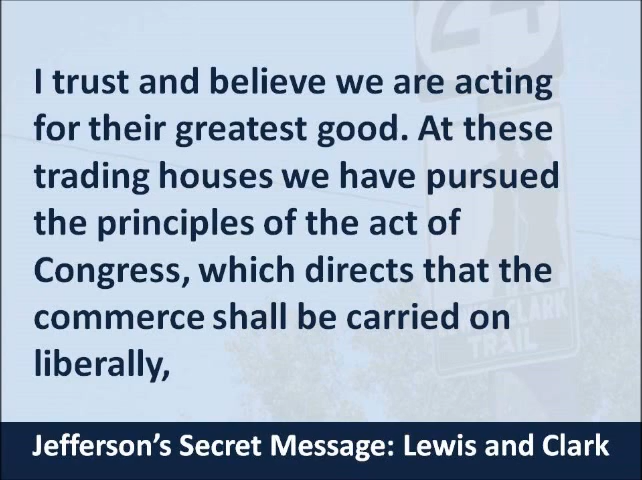 I trust and believe we are acting
for their greatest good. At these
trading houses we have pursued
the principles of the act of
Congress, which directs that the
commerce shall be carried on
liberally,
CLARK
TRAIL
Jefferson's Secret Message: Lewis and Clark